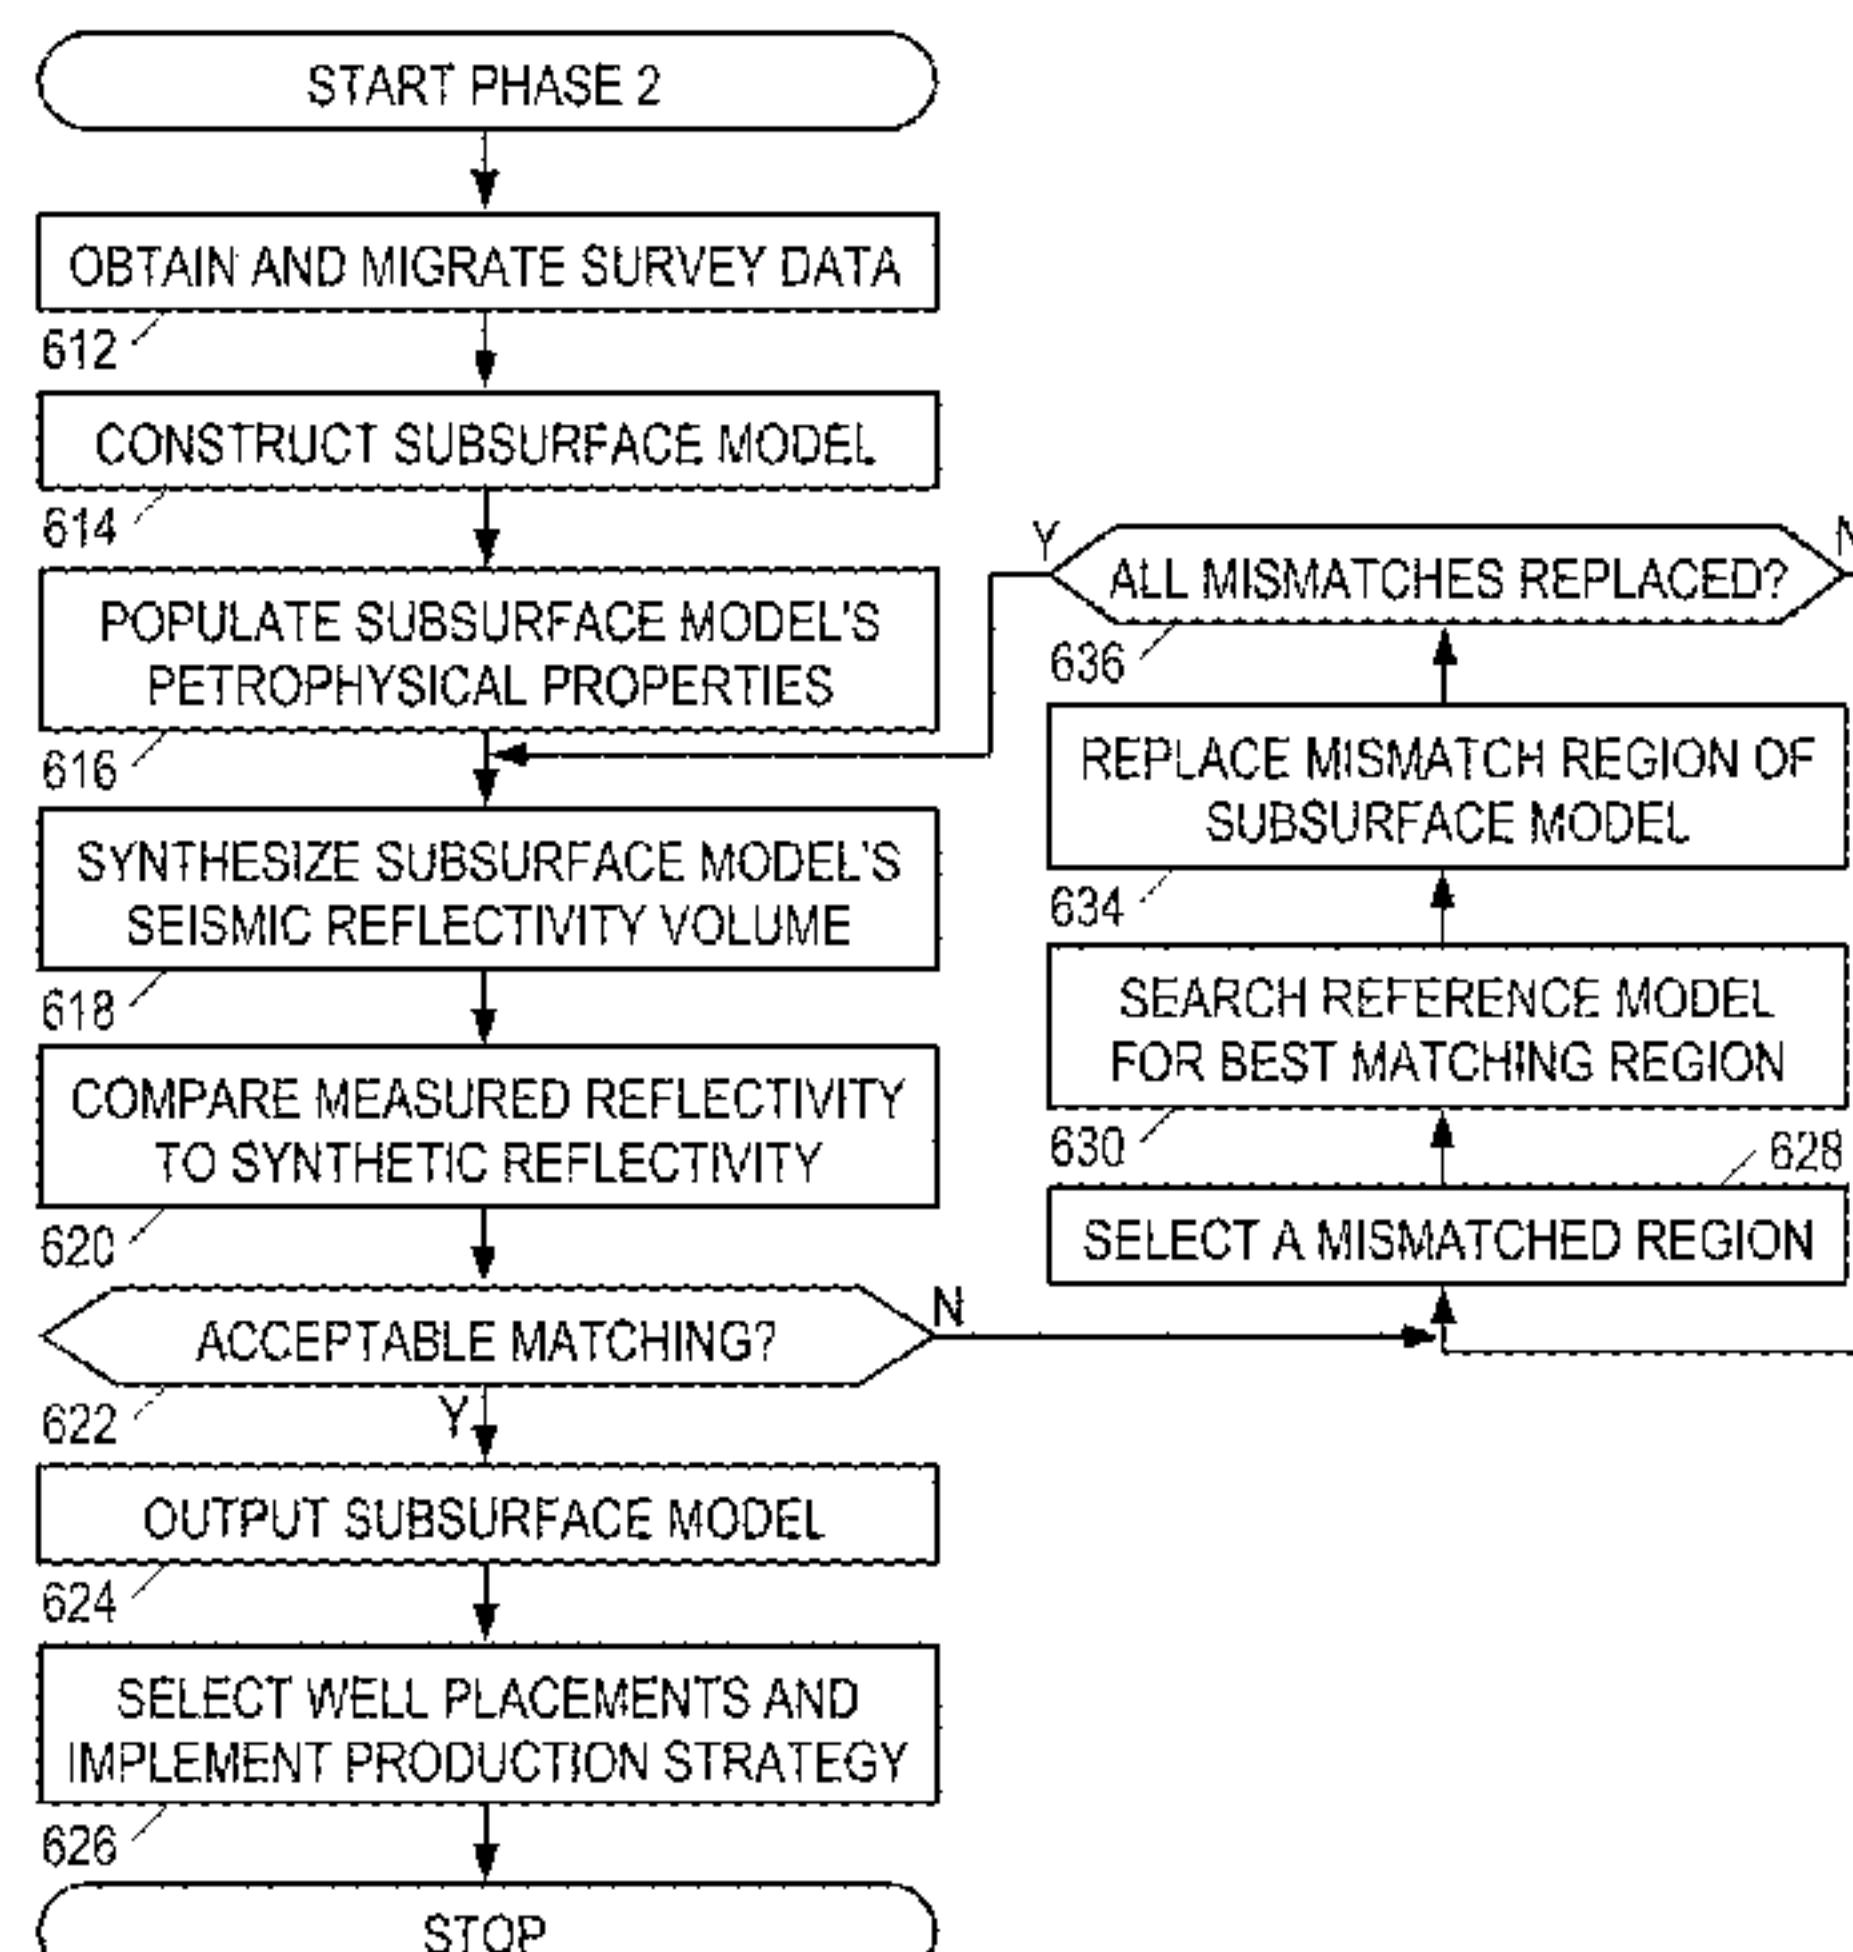 START PHASE 2
OBTAIN AND MIGRATE SURVEY DATA
612
CONSTRUCT SUBSURFACE MODEL
614
POPULATE SUBSURFACE MODEL'S
PETROPHYSICAL PROPERTIES
616
SYNTHESIZE SUBSURFACE MODEL'S
SEISMIC REFLECTIVITY VOLUME
618
COMPARE MEASURED REFLECTIVITY
TO SYNTHETIC REFLECTIVITY
620
ACCEPTABLE MATCHING?
N
622
Y
OUTPUT SUBSURFACE MODEL
624
SELECT WELL PLACEMENTS AND
IMPLEMENT PRODUCTION STRATEGY
626
STOP
Y
N
ALL MISMATCHES REPLACED?
636
REPLACE MISMATCH REGION OF
SUBSURFACE MODEL
634
SEARCH REFERENCE MODEL
FOR BEST MATCHING REGION
630
628
SELECT A MISMATCHED REGION